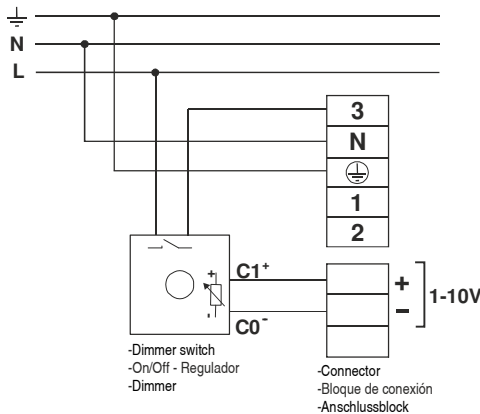 N
L
3
N
1
2
C1+
+
-
C0-
+
−
1-10V
-Dimmer switch
-On/Off - Regulador
-Dimmer
-Connector
-Bloque de conexión
-Anschlussblock